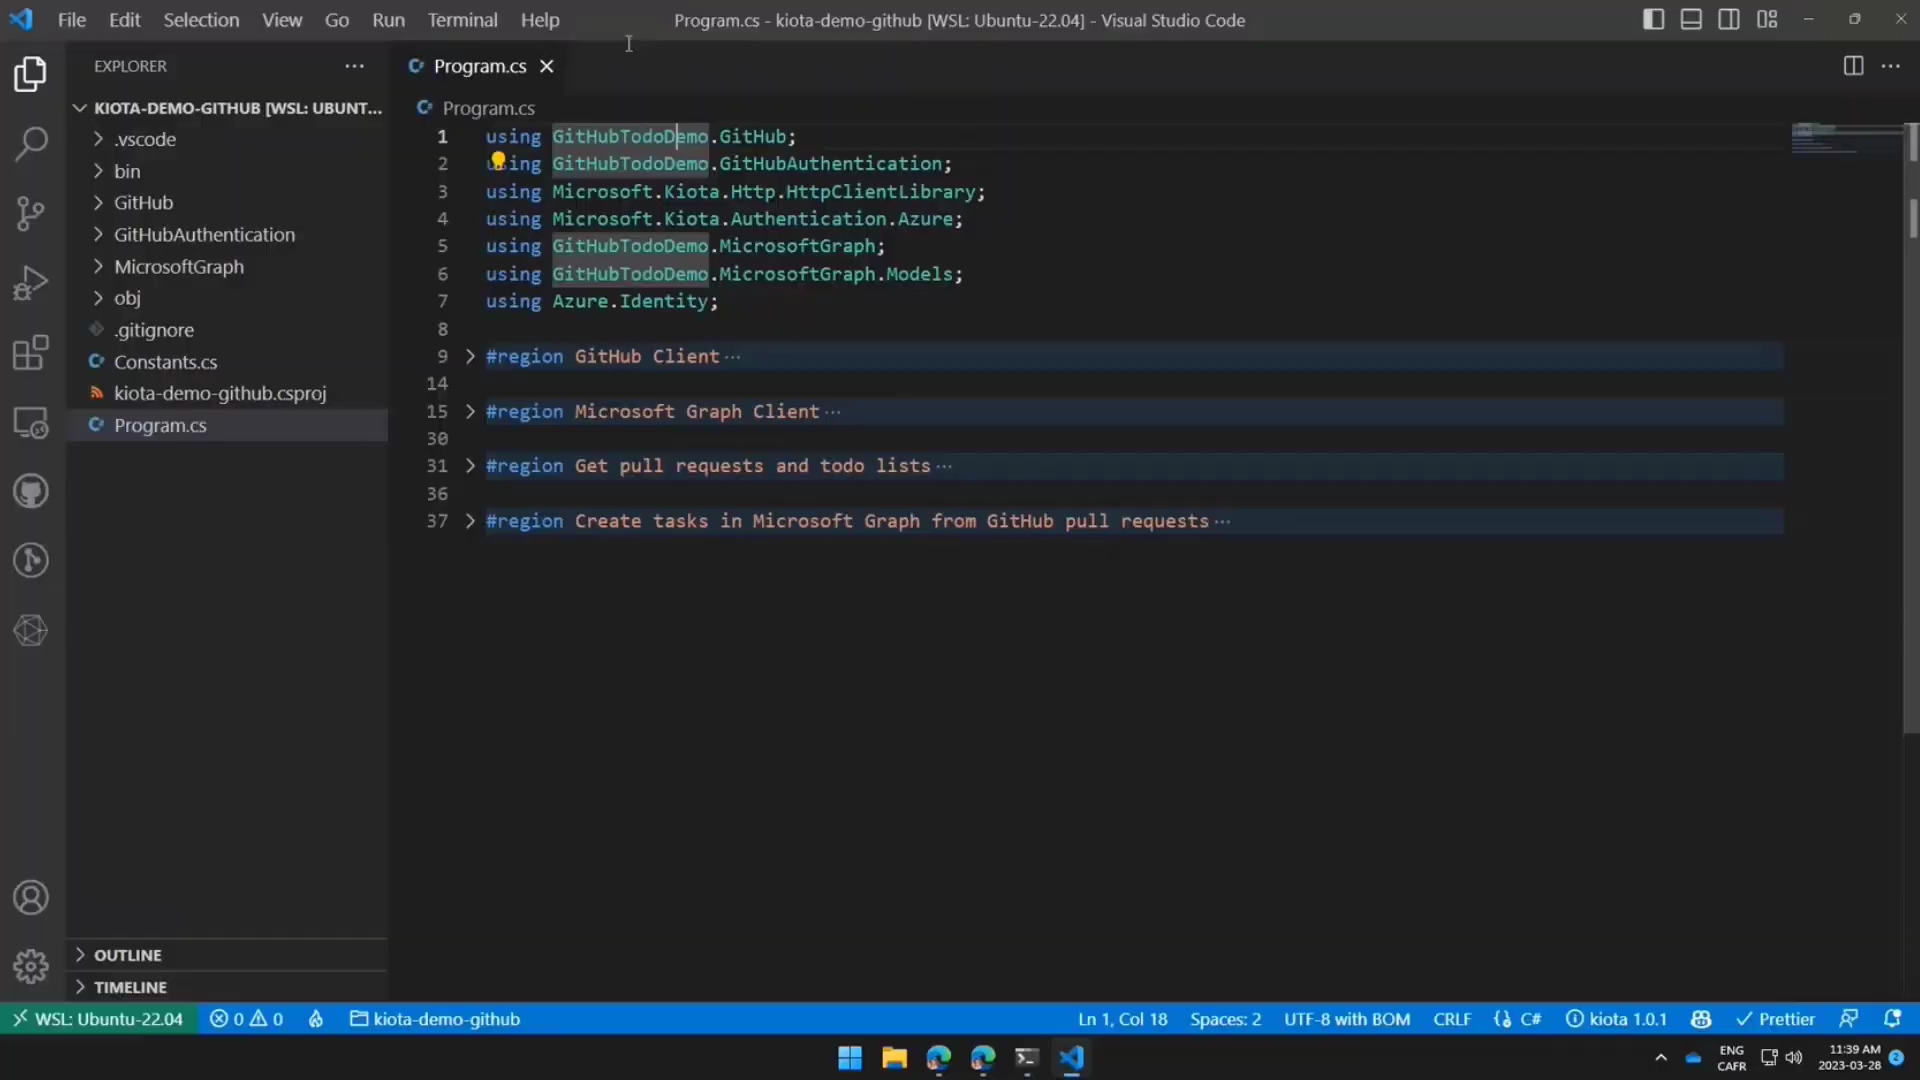 File Edit Selection View Go Run Terminal Help
Program.cs - kiota-demo-github [WSL: Ubuntu-22.04] - Visual Studio Code
EXPLORER
KIOTA-DEMO-GITHUB [WSL: UBUNT...
.vscode
bin
GitHub
GitHubAuthentication
MicrosoftGraph
obj
.gitignore
Constants.cs
kiota-demo-github.csproj
Program.cs
OUTLINE
TIMELINE
Program.cs
Program.cs
1 using GitHubTodoDemo.GitHub;
2 using GitHubTodoDemo.GitHubAuthentication;
3 using Microsoft.Kiota.Http.HttpClientLibrary;
4 using Microsoft.Kiota.Authentication.Azure;
5 using GitHubTodoDemo.MicrosoftGraph;
6 using GitHubTodoDemo.MicrosoftGraph.Models;
7 using Azure.Identity;
8
9 #region GitHub Client...
14
15 #region Microsoft Graph Client...
30
31 #region Get pull requests and todo lists...
36
37 #region Create tasks in Microsoft Graph from GitHub pull requests...
WSL: Ubuntu-22.04 0 0 kiota-demo-github Ln 1, Col 18 Spaces: 2 UTF-8 with BOM CRLF C# kiota 1.0.1 Prettier
ENG
CAFR
11:39 AM
2023-03-28
2